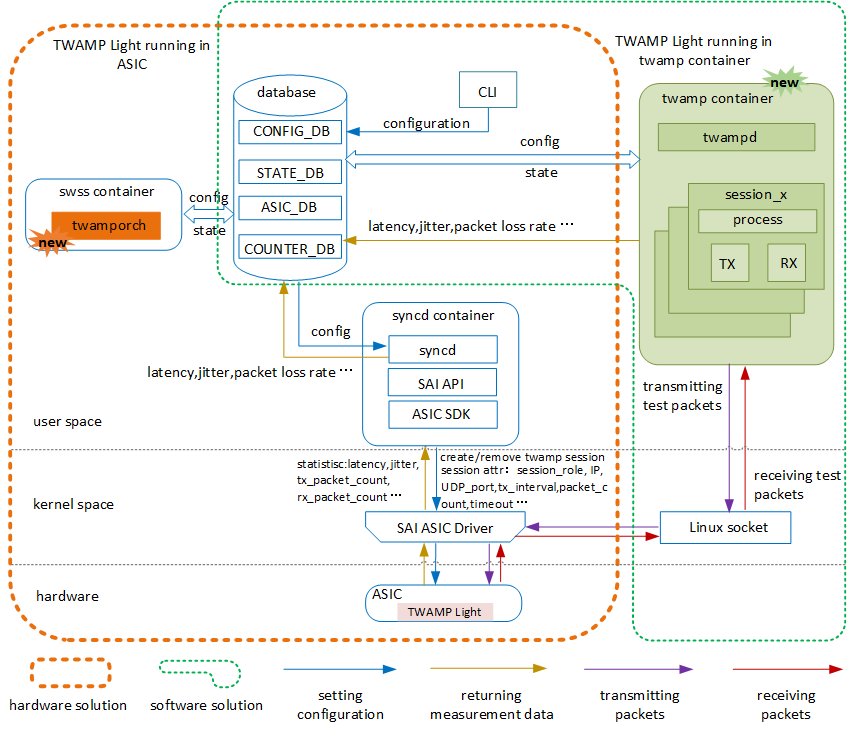 TWAMP Light running in
ASIC
TWAMP Light running in
twamp container
database
CLI
new
twamp container
CONFIG_DB
configuration
twampd
config
STATE_DB
state
swss container
config
twamporch
state
new
ASIC_DB
session_x
process
latency,jitter,packet loss rate ···
COUNTER_DB
TX
RX
syncd container
config
syncd
latency,jitter,packet loss rate ···
SAI API
ASIC SDK
transmitting
test packets
user space
statistisc:latency,jitter,
tx_packet_count,
rx_packet_count ···
create/remove twamp session
session attr：session_role, IP,
UDP_port,tx_interval,packet_c
ount,timeout ···
receiving test
packets
kernel space
SAI ASIC Driver
Linux socket
hardware
ASIC
TWAMP Light
hardware solution
software solution
setting
configuration
returning
measurement data
transmitting
packets
receiving
packets